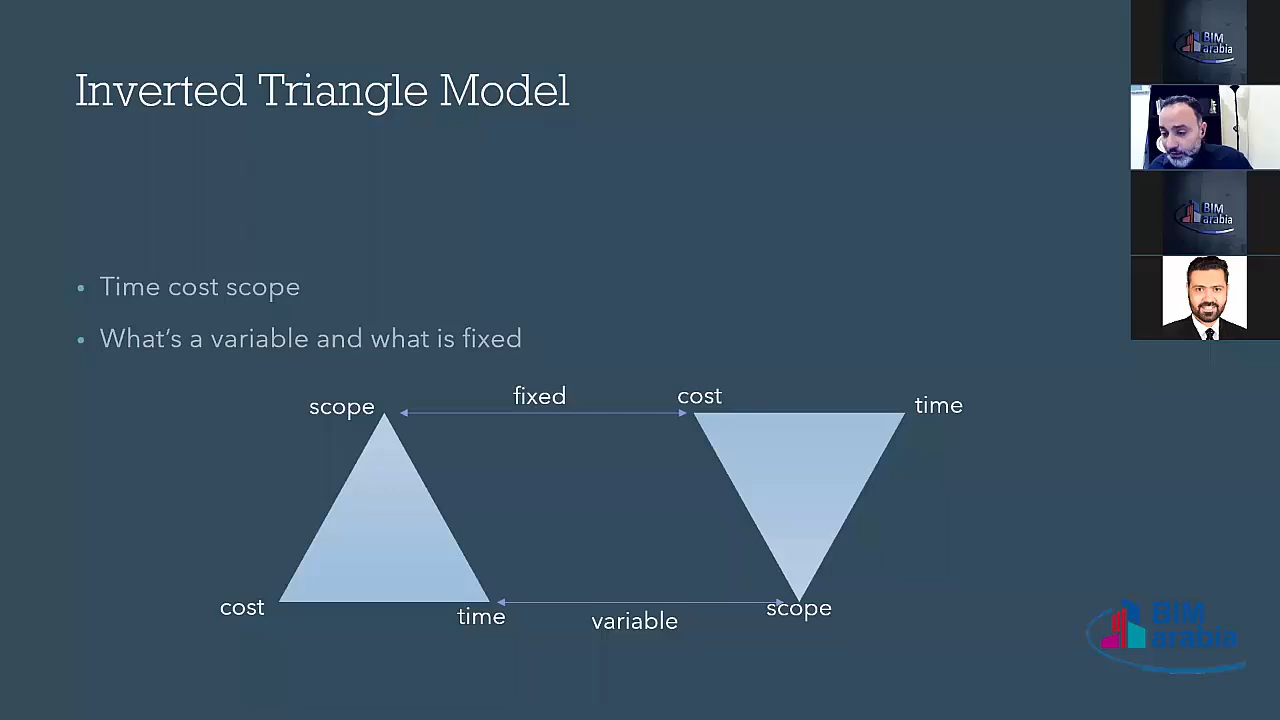 BIM
arabia
Inverted Triangle Model
BIM
arabia
• Time cost scope
• What’s a variable and what is fixed
scope
fixed
cost
time
cost
time
variable
scope
BIM
arabia